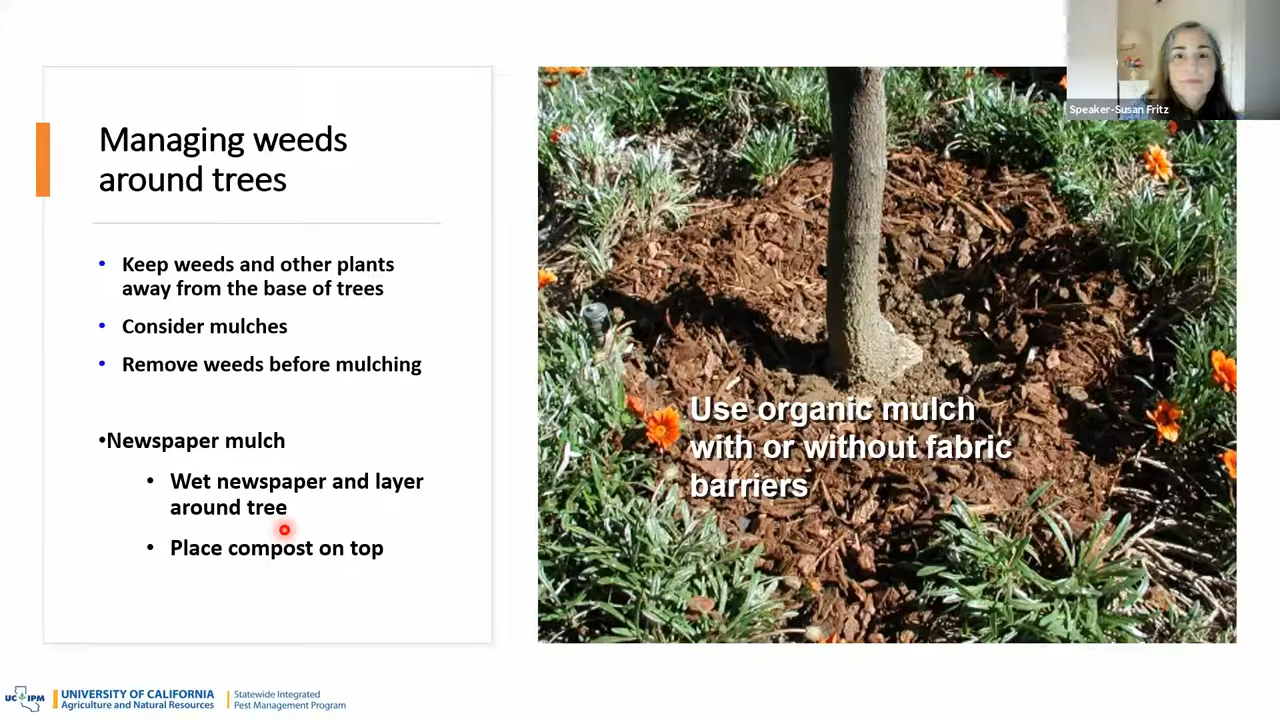 Managing weeds
around trees
• Keep weeds and other plants
away from the base of trees
• Consider mulches
• Remove weeds before mulching
•Newspaper mulch
• Wet newspaper and layer
around tree
• Place compost on top
Use organic mulch
with or without fabric
barriers
Speaker-Susan Fritz
UC IPM
UNIVERSITY OF CALIFORNIA
Agriculture and Natural Resources
Statewide Integrated
Pest Management Program